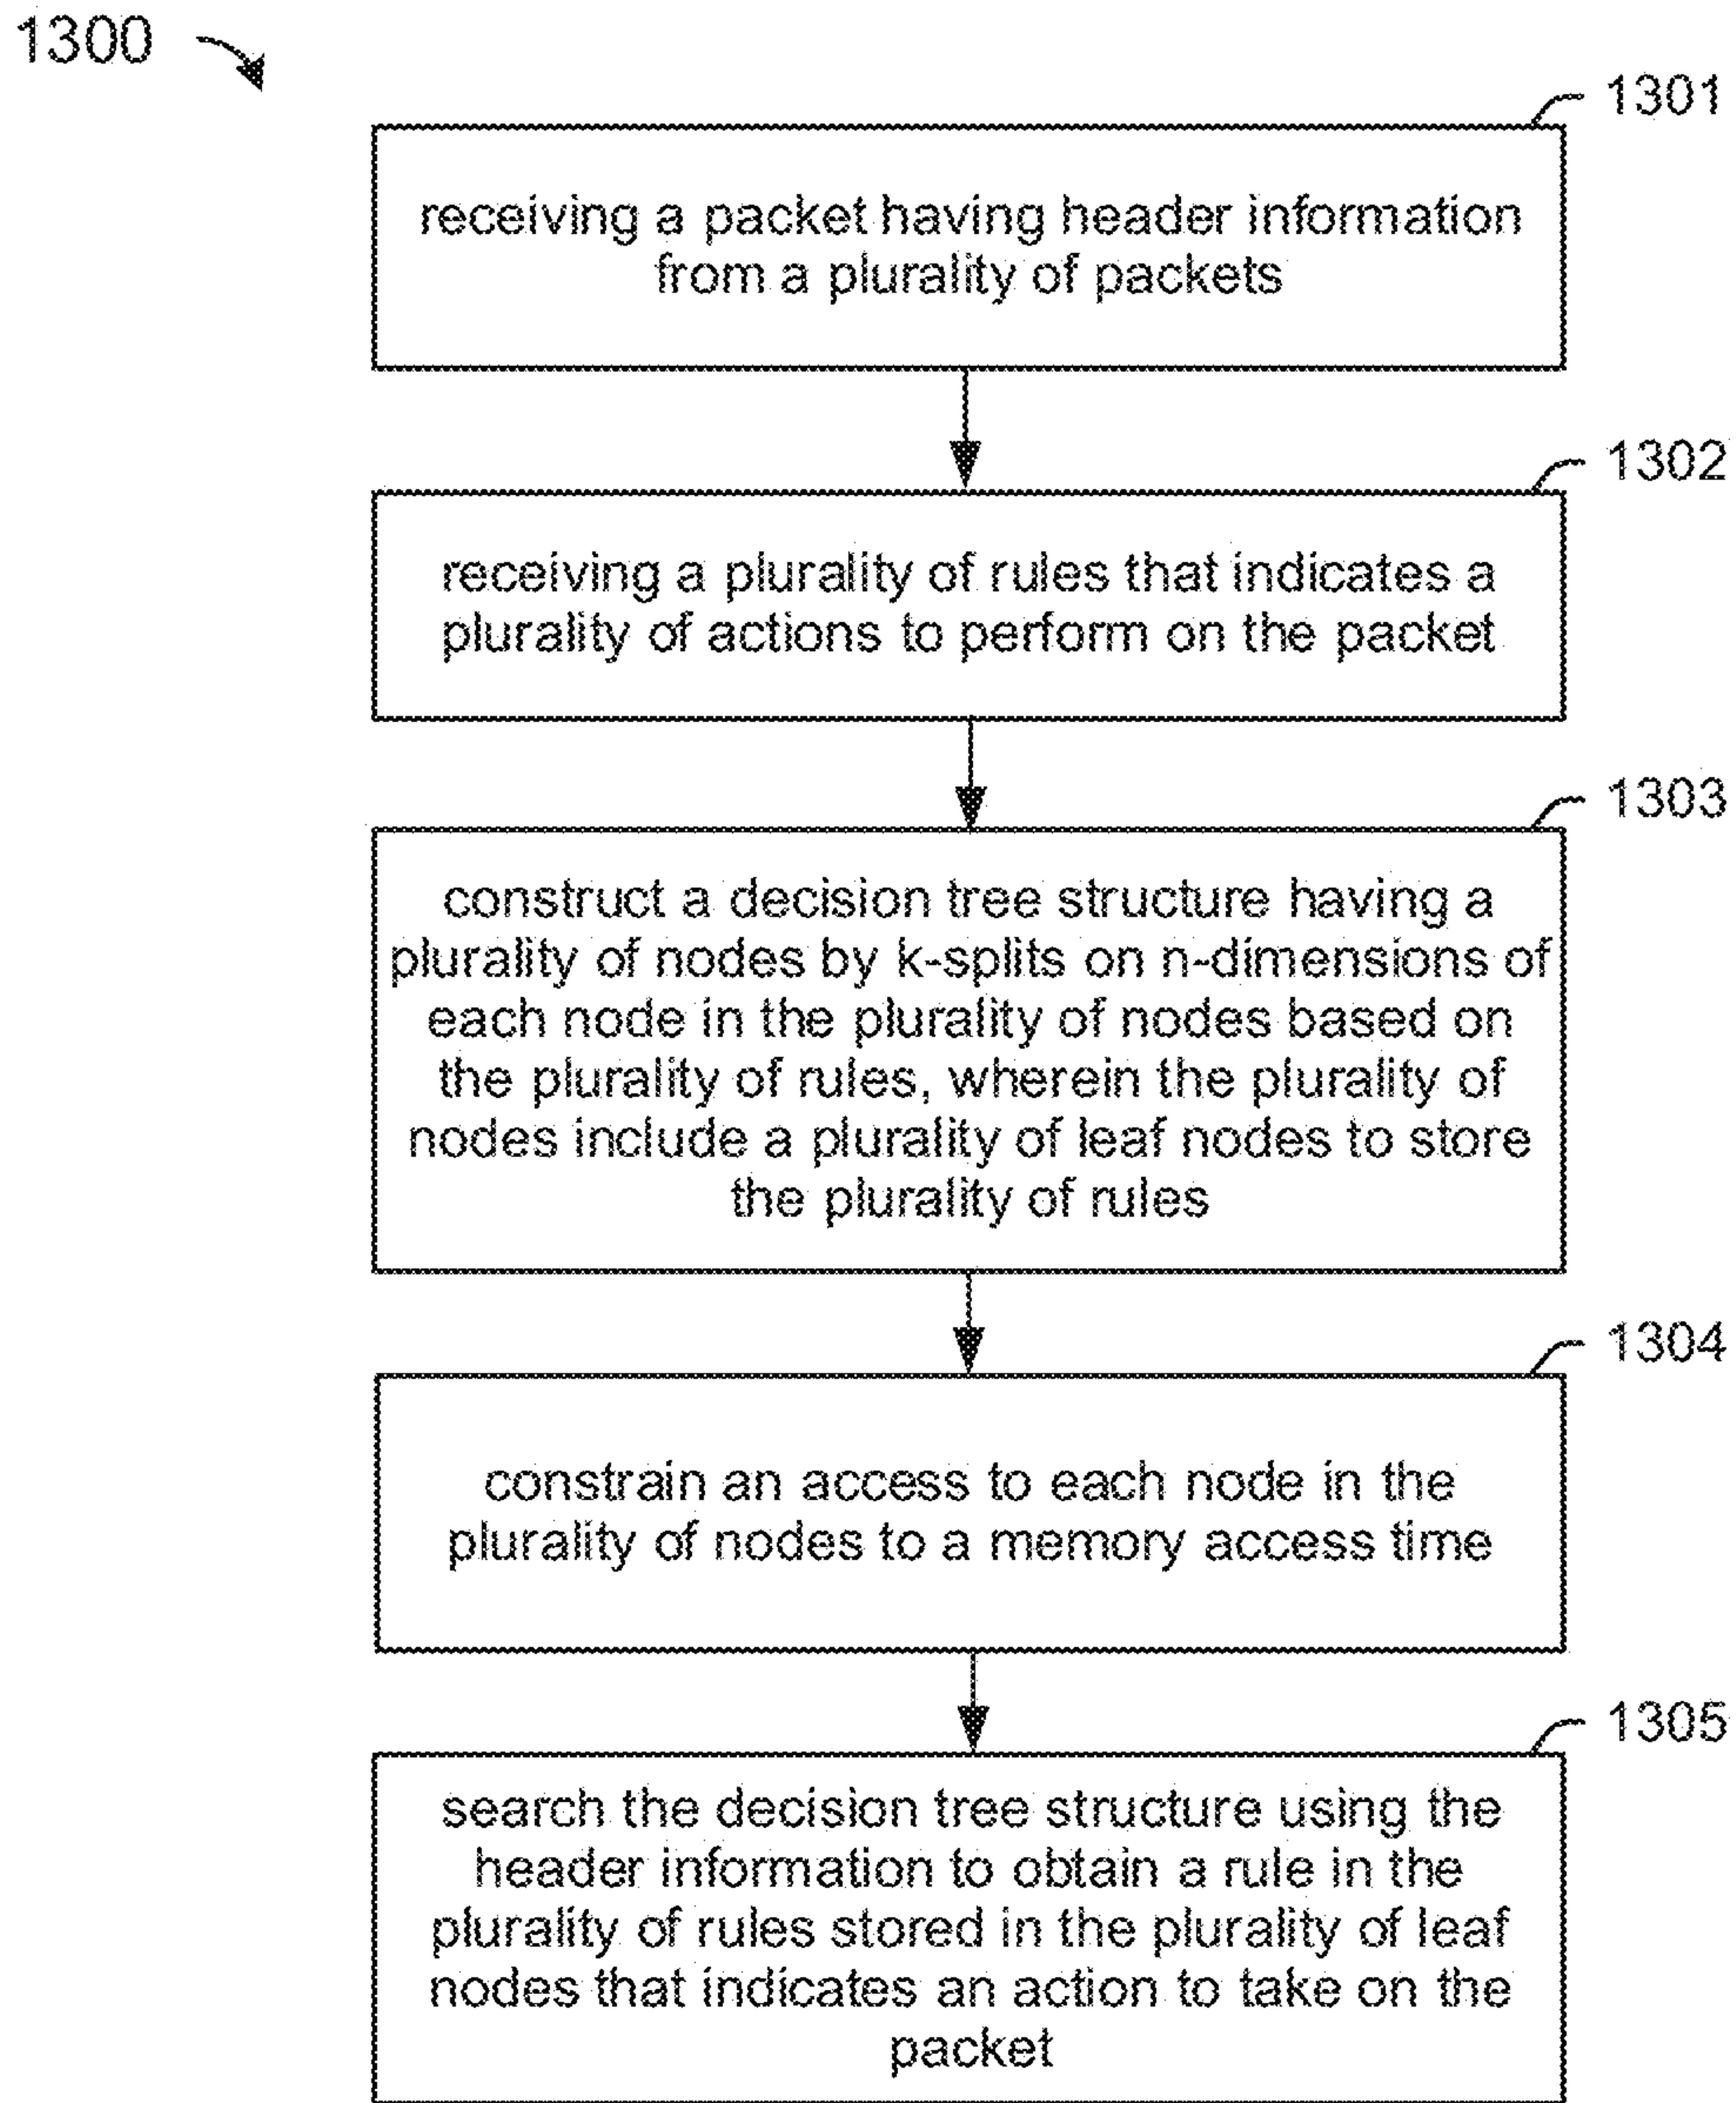 1300
1301
receiving a packet having header information
from a plurality of packets
1302
receiving a plurality of rules that indicates a
plurality of actions to perform on the packet
1303
construct a decision tree structure having a
plurality of nodes by k-splits on n-dimensions of
each node in the plurality of nodes based on
the plurality of rules, wherein the plurality of
nodes include a plurality of leaf nodes to store
the plurality of rules
1304
constrain an access to each node in the
plurality of nodes to a memory access time
1305
search the decision tree structure using the
header information to obtain a rule in the
plurality of rules stored in the plurality of leaf
nodes that indicates an action to take on the
packet